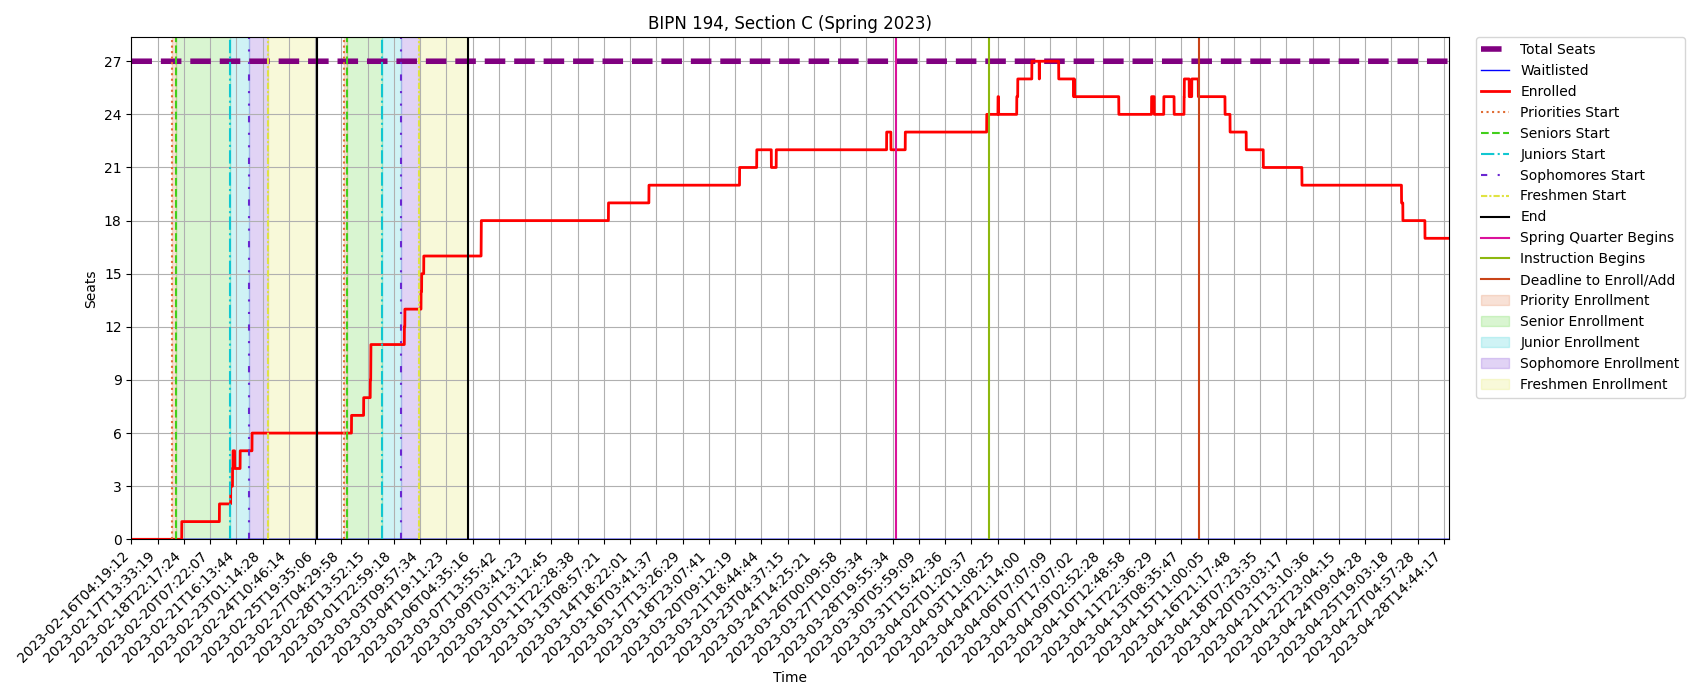 BIPN 194, Section C (Spring 2023)
Seats
27
24
21
18
15
12
9
6
3
0
2023-02-16T04:19:12
2023-02-17T13:33:19
2023-02-18T22:17:24
2023-02-20T07:22:07
2023-02-21T16:13:44
2023-02-23T01:14:28
2023-02-24T10:46:14
2023-02-25T19:35:06
2023-02-27T04:29:58
2023-02-28T13:52:15
2023-03-01T22:59:18
2023-03-03T09:57:34
2023-03-04T19:11:23
2023-03-06T04:35:16
2023-03-07T13:55:42
2023-03-09T03:41:23
2023-03-10T13:12:45
2023-03-11T22:28:38
2023-03-13T08:57:21
2023-03-14T18:22:01
2023-03-16T03:41:37
2023-03-17T13:26:29
2023-03-18T23:07:41
2023-03-20T09:12:19
2023-03-21T18:44:44
2023-03-23T04:37:15
2023-03-24T14:25:21
2023-03-26T00:09:58
2023-03-27T10:05:34
2023-03-28T19:55:34
2023-03-30T05:59:09
2023-03-31T15:42:36
2023-04-02T01:20:37
2023-04-03T11:08:25
2023-04-04T21:14:00
2023-04-06T07:07:09
2023-04-07T17:07:02
2023-04-09T02:52:28
2023-04-10T12:48:58
2023-04-11T22:36:29
2023-04-13T08:35:47
2023-04-15T11:00:05
2023-04-16T21:17:48
2023-04-18T07:23:35
2023-04-20T03:03:17
2023-04-21T13:10:36
2023-04-22T23:04:15
2023-04-24T09:04:28
2023-04-25T19:03:18
2023-04-27T04:57:28
2023-04-28T14:44:17
Time
Total Seats
Waitlisted
Enrolled
Priorities Start
Seniors Start
Juniors Start
Sophomores Start
Freshmen Start
End
Spring Quarter Begins
Instruction Begins
Deadline to Enroll/Add
Priority Enrollment
Senior Enrollment
Junior Enrollment
Sophomore Enrollment
Freshmen Enrollment